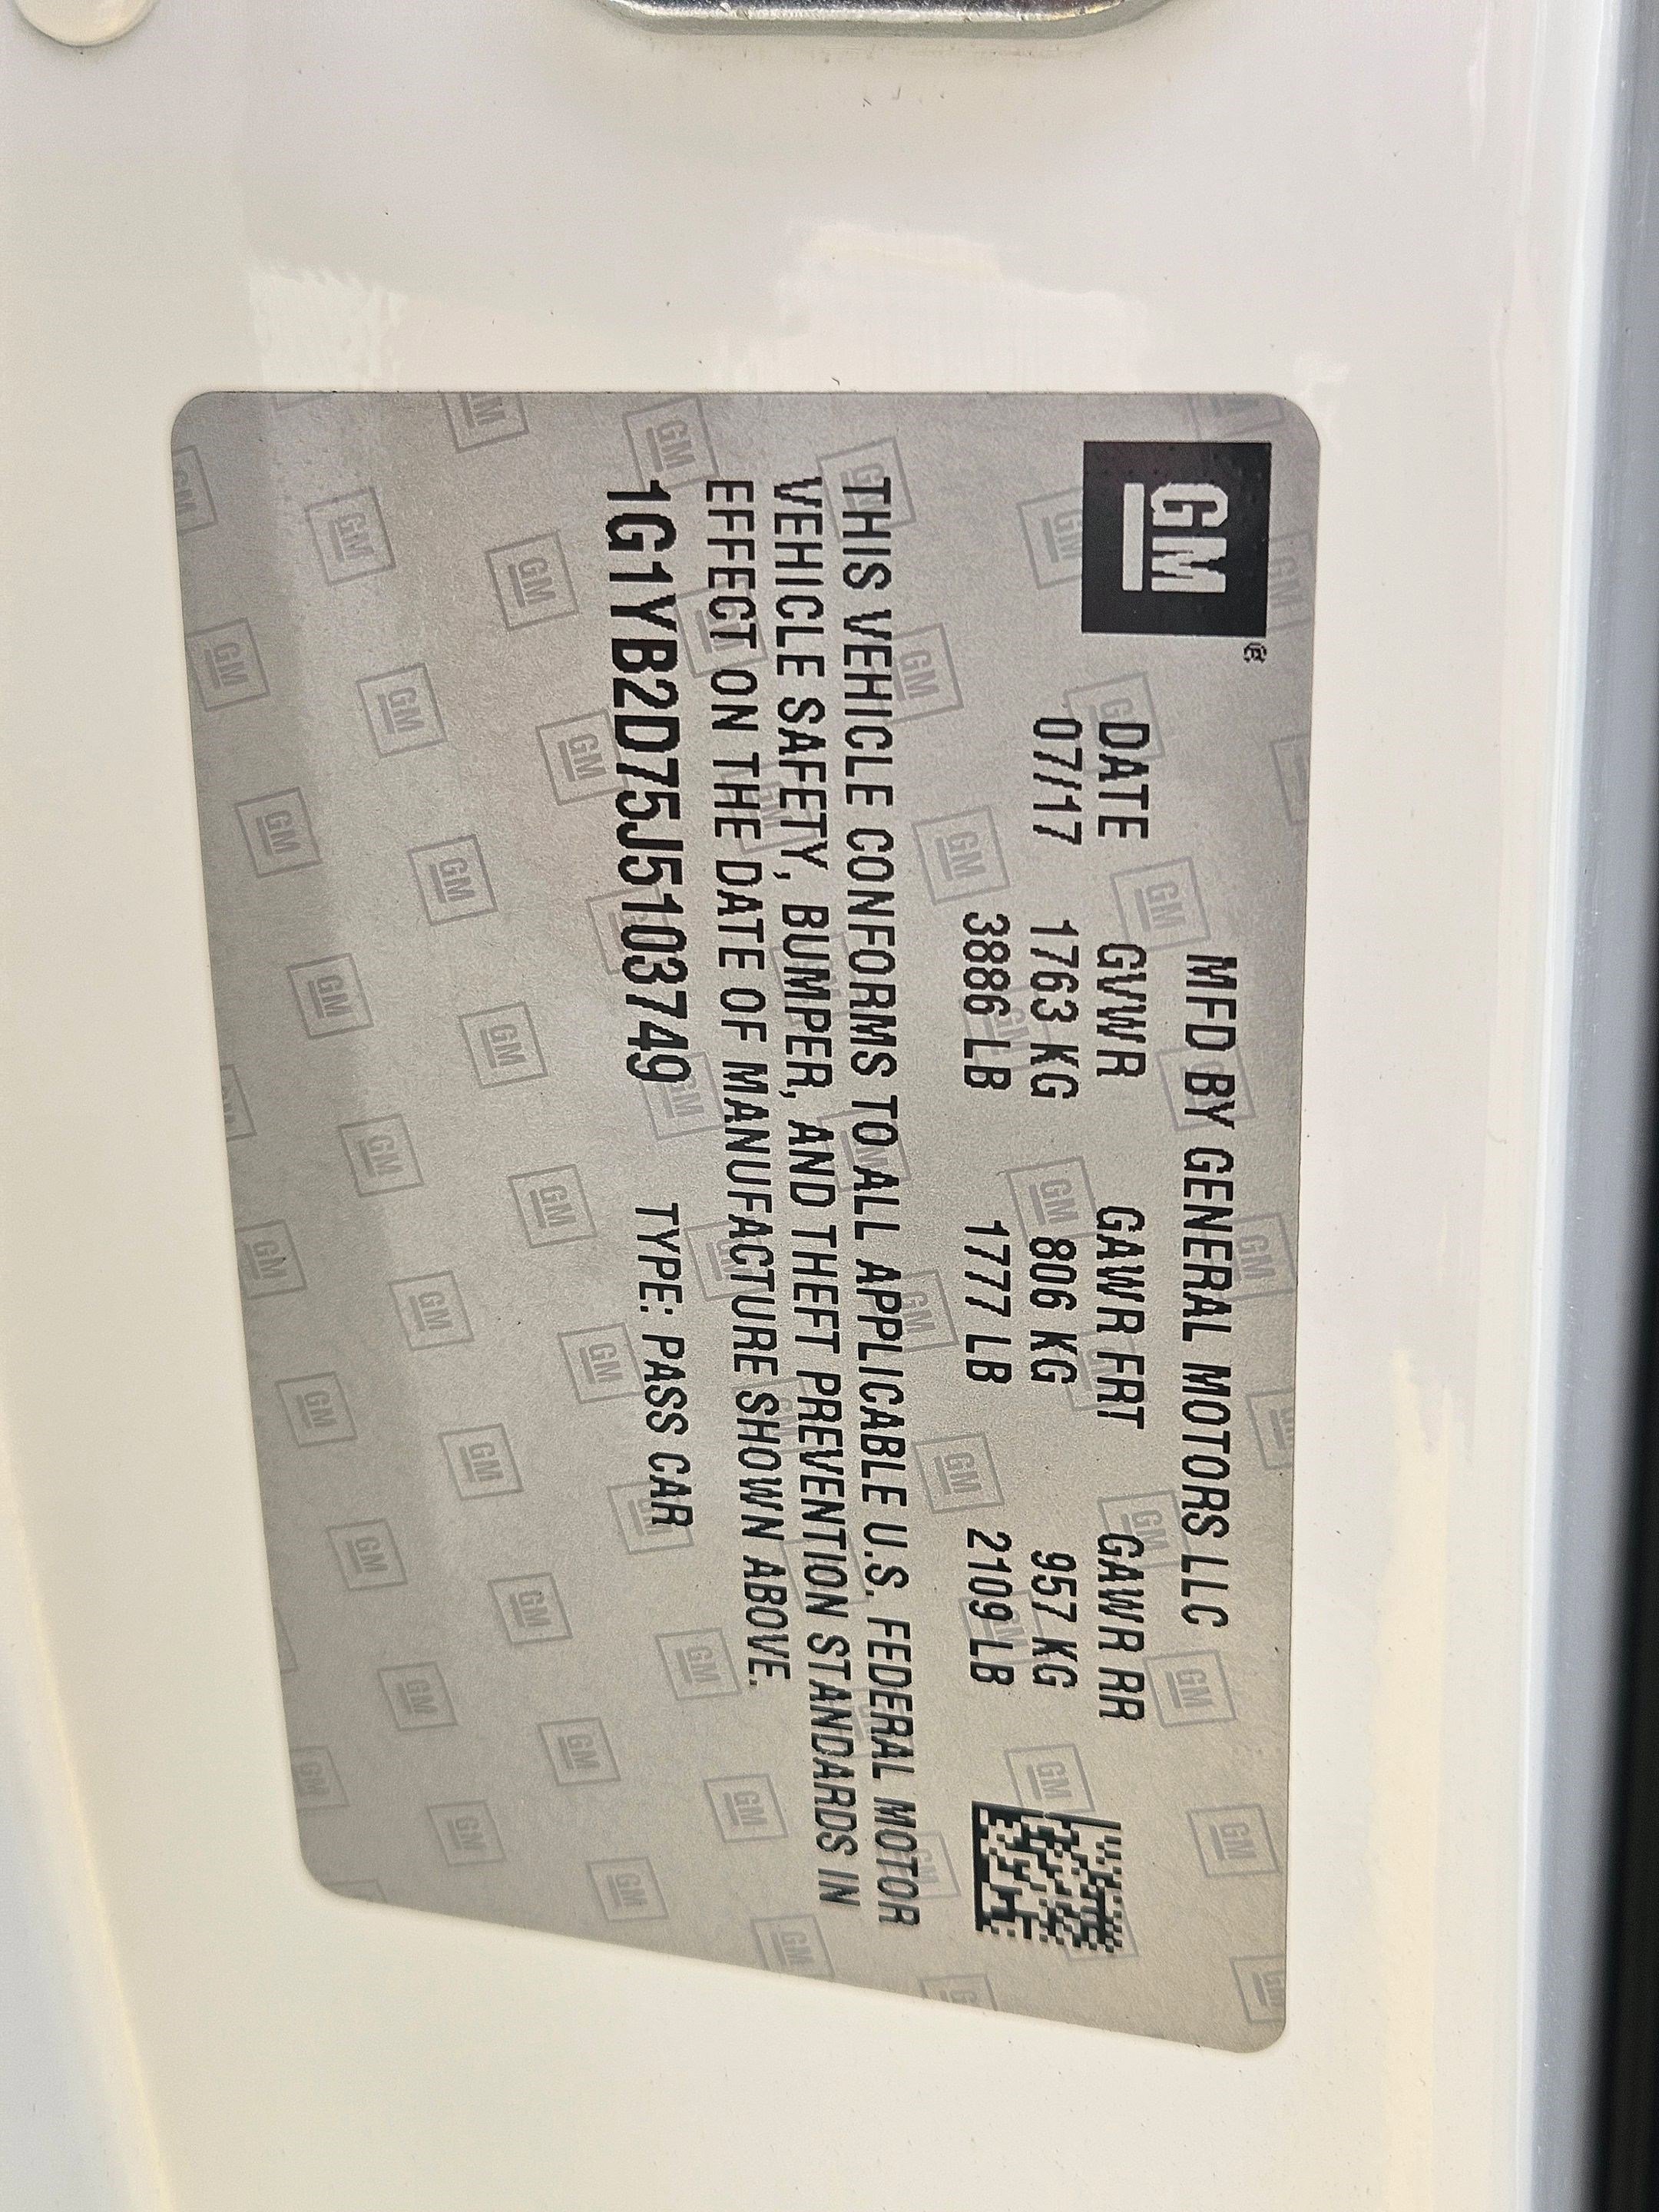 GM®
MFD BY GENERAL MOTORS LLC
DATE GVWR GAWR FRT GAWR RR
07/17 1763 KG 806 KG 957 KG
3886 LB 1777 LB 2109 LB
THIS VEHICLE CONFORMS TO ALL APPLICABLE U.S. FEDERAL MOTOR
VEHICLE SAFETY, BUMPER, AND THEFT PREVENTION STANDARDS IN
EFFECT ON THE DATE OF MANUFACTURE SHOWN ABOVE.
1G1YB2D75J5103749 TYPE: PASS CAR